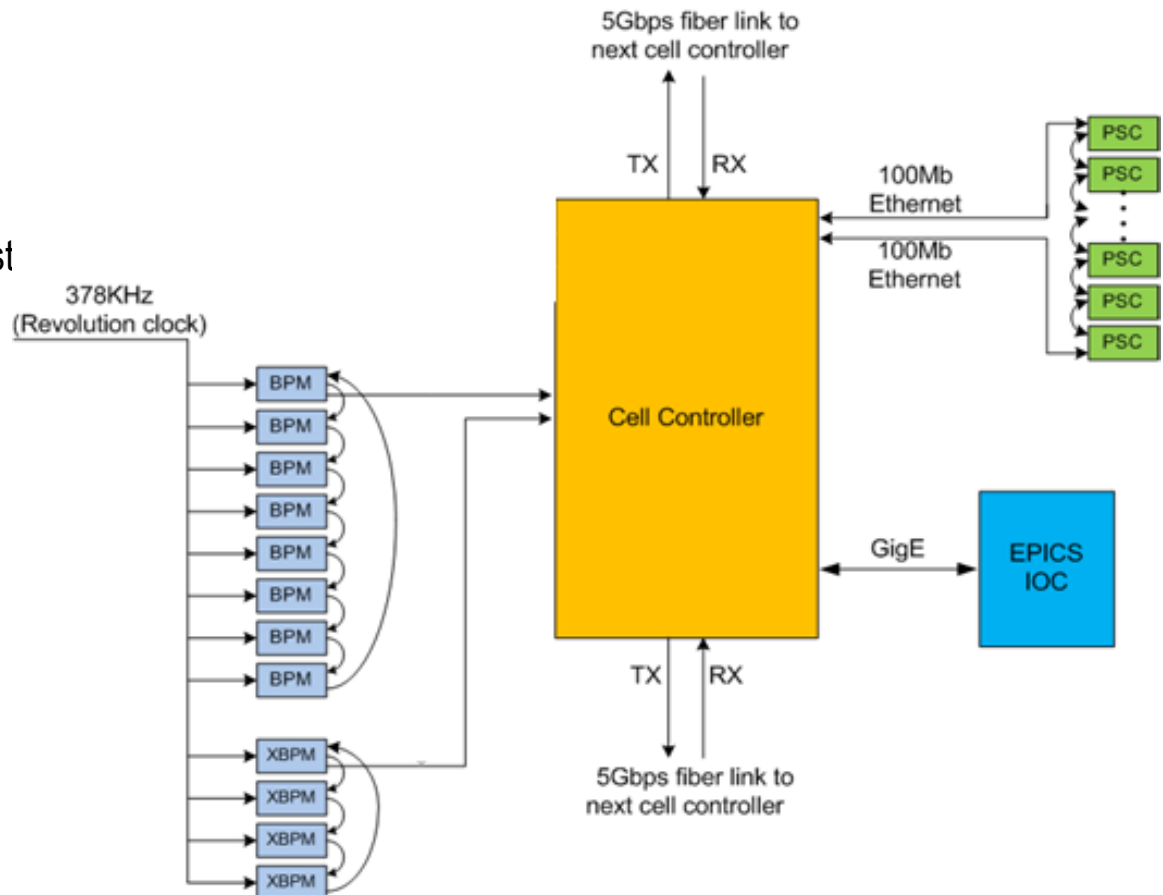 5Gbps fiber link to
next cell controller
TX
RX
100Mb
Ethernet
100Mb
Ethernet
PSC
PSC
PSC
PSC
PSC
st
378KHz
(Revolution clock)
BPM
BPM
BPM
BPM
BPM
BPM
BPM
BPM
XBPM
XBPM
XBPM
XBPM
Cell Controller
GigE
EPICS
IOC
TX
RX
5Gbps fiber link to
next cell controller